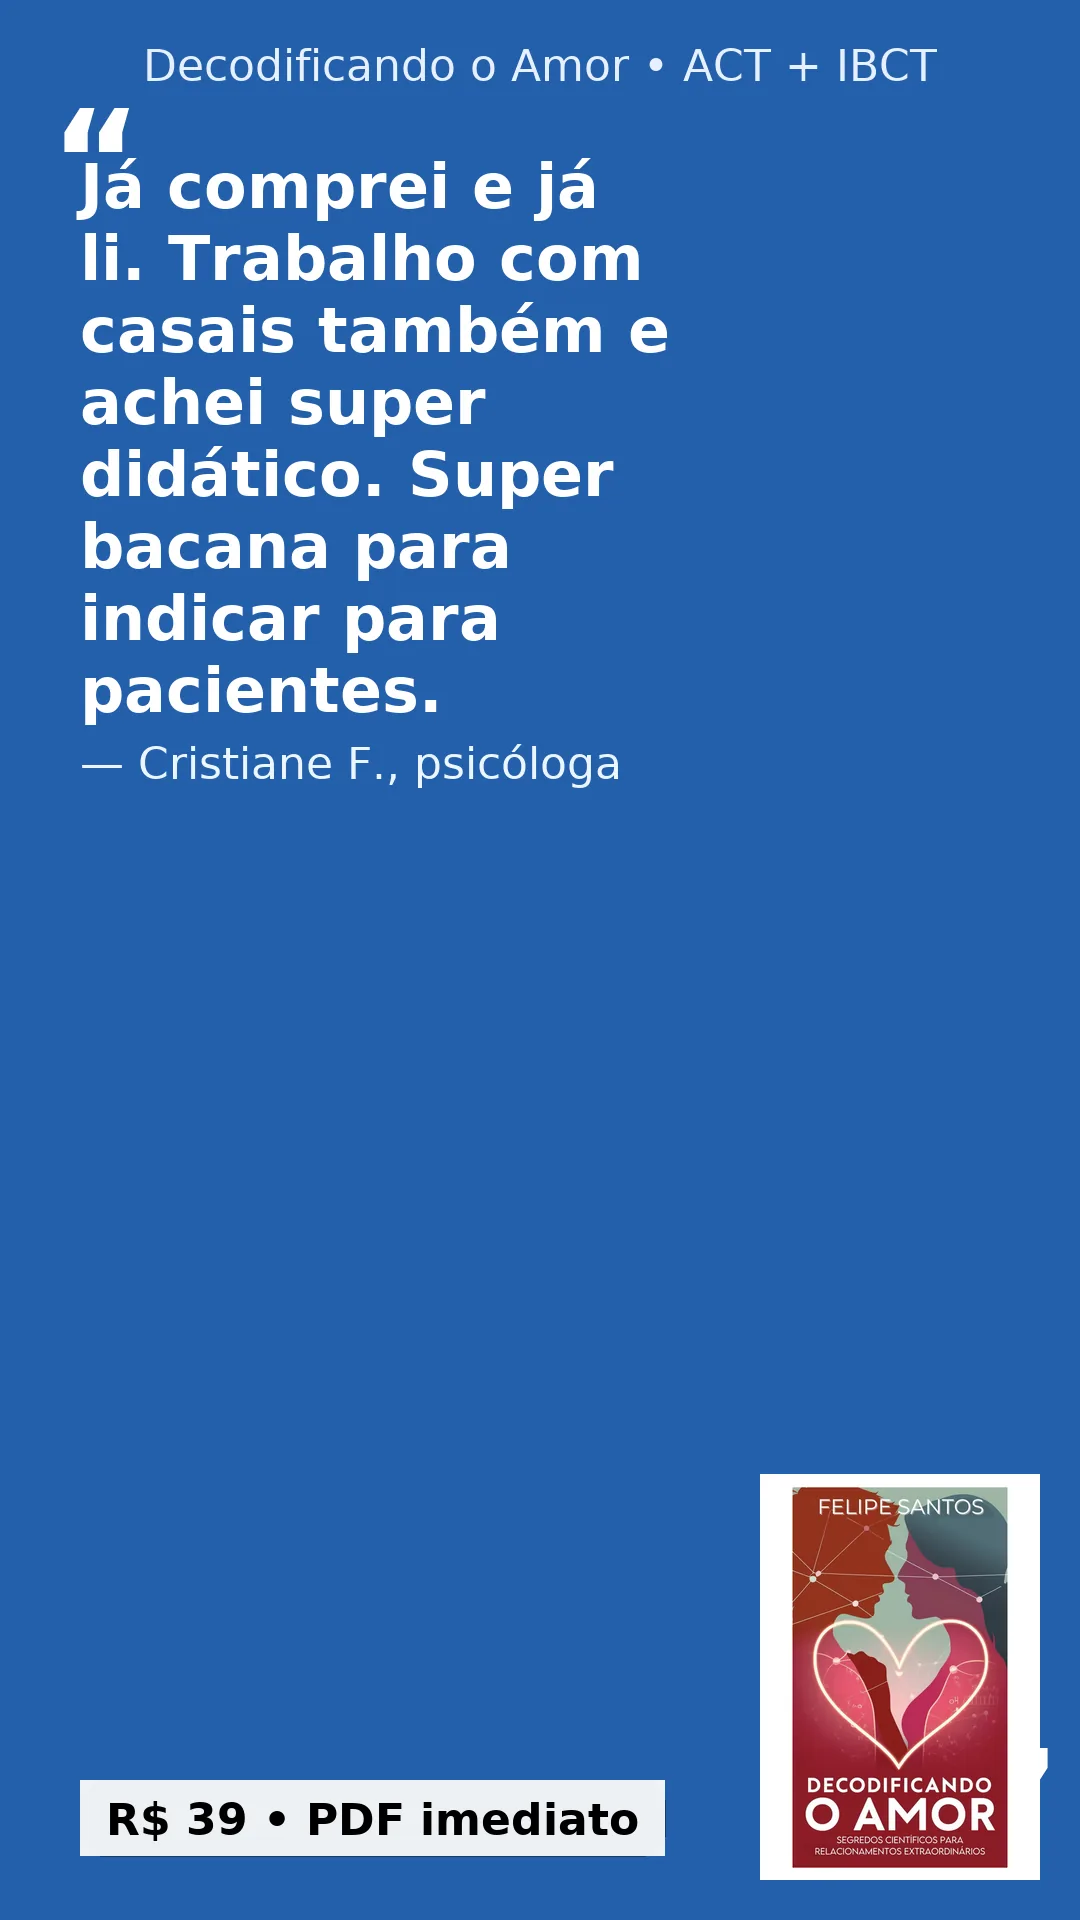 Decodificando o Amor • ACT + IBCT
“
Já comprei e já
li. Trabalho com
casais também e
achei super
didático. Super
bacana para
indicar para
pacientes.
— Cristiane F., psicóloga
FELIPE SANTOS
DECODIFICANDO
O AMOR
SEGREDOS CIENTÍFICOS PARA
RELACIONAMENTOS EXTRAORDINÁRIOS
R$ 39 • PDF imediato